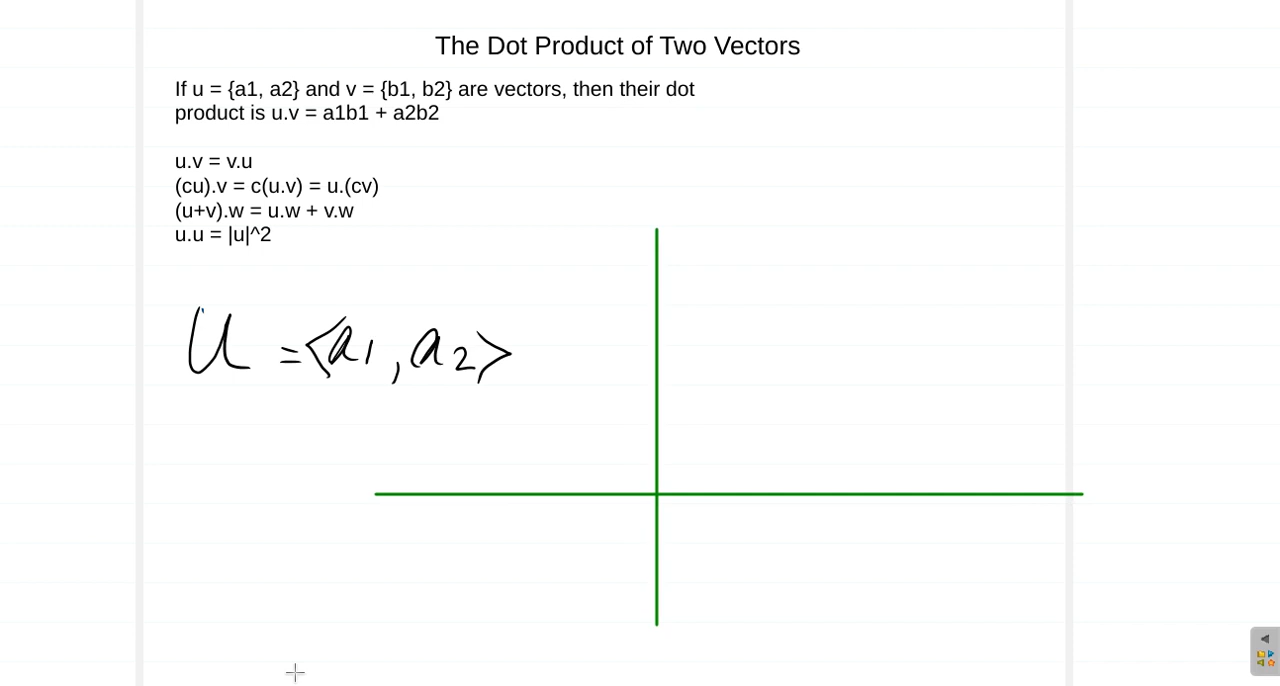 The Dot Product of Two Vectors
If u = {a1, a2} and v = {b1, b2} are vectors, then their dot
product is u.v = a1b1 + a2b2
u.v = v.u
(cu).v = c(u.v) = u.(cv)
(u+v).w = u.w + v.w
u.u = |u|^2
u = <a1, a2>